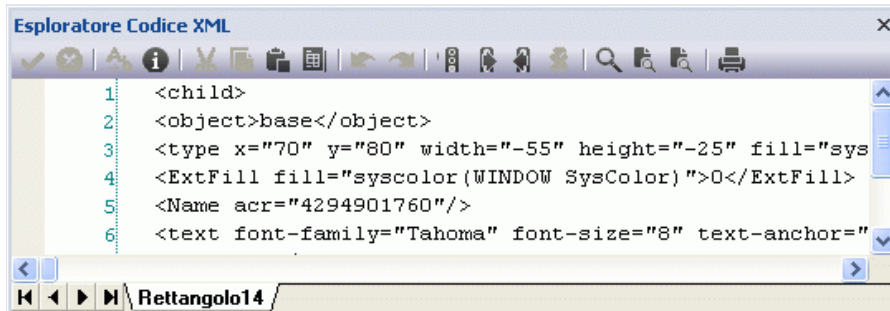 Esploratore Codice XML
1 <child>
2 <object>base</object>
3 <type x="70" y="80" width="-55" height="-25" fill="sys
4 <ExtFill fill="syscolor(WINDOW SysColor)">0</ExtFill>
5 <Name acr="4294901760"/>
6 <text font-family="Tahoma" font-size="8" text-anchor="
Rettangolo14